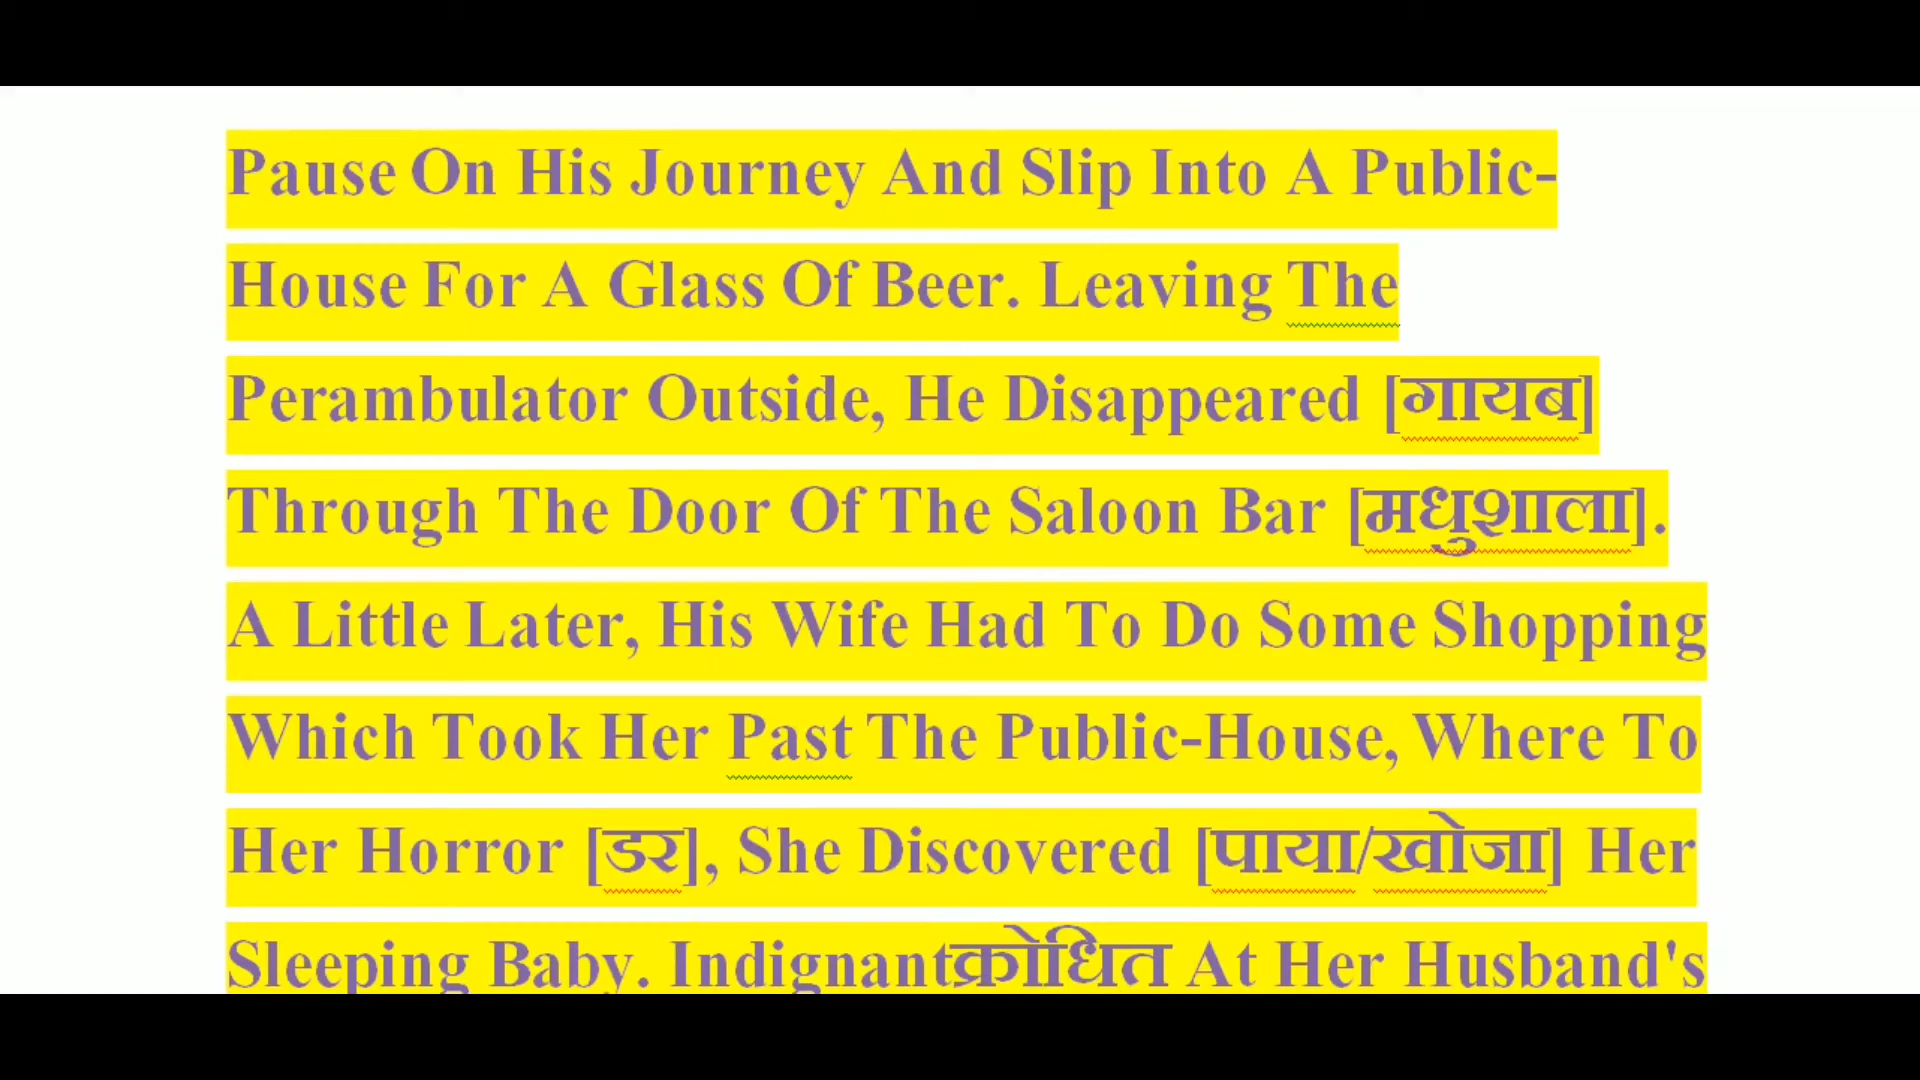 Pause On His Journey And Slip Into A Public-
House For A Glass Of Beer. Leaving The
Perambulator Outside, He Disappeared [गायब]
Through The Door Of The Saloon Bar [मधुशाला].
A Little Later, His Wife Had To Do Some Shopping
Which Took Her Past The Public-House, Where To
Her Horror [डर], She Discovered [पाया/खोजा] Her
Sleeping Baby. Indignantक्रोधित At Her Husband's